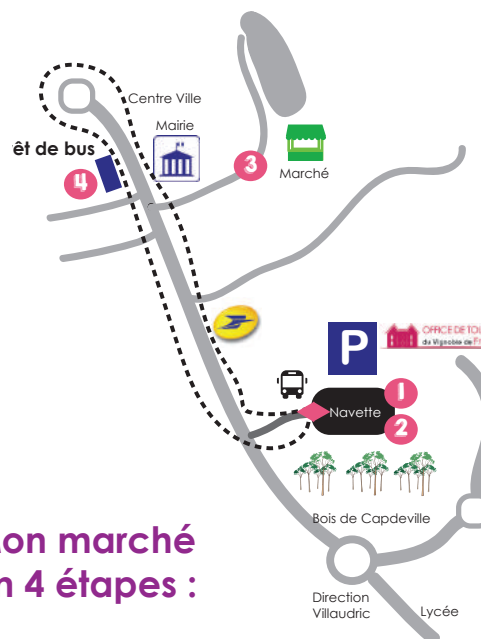 Centre Ville
Mairie
êt de bus
4
3
Marché
P
OFFICE DE TOU
du Vignoble de Fr
1
Navette
2
Bois de Capdeville
on marché
n 4 étapes :
Direction
Villaudric
Lycée